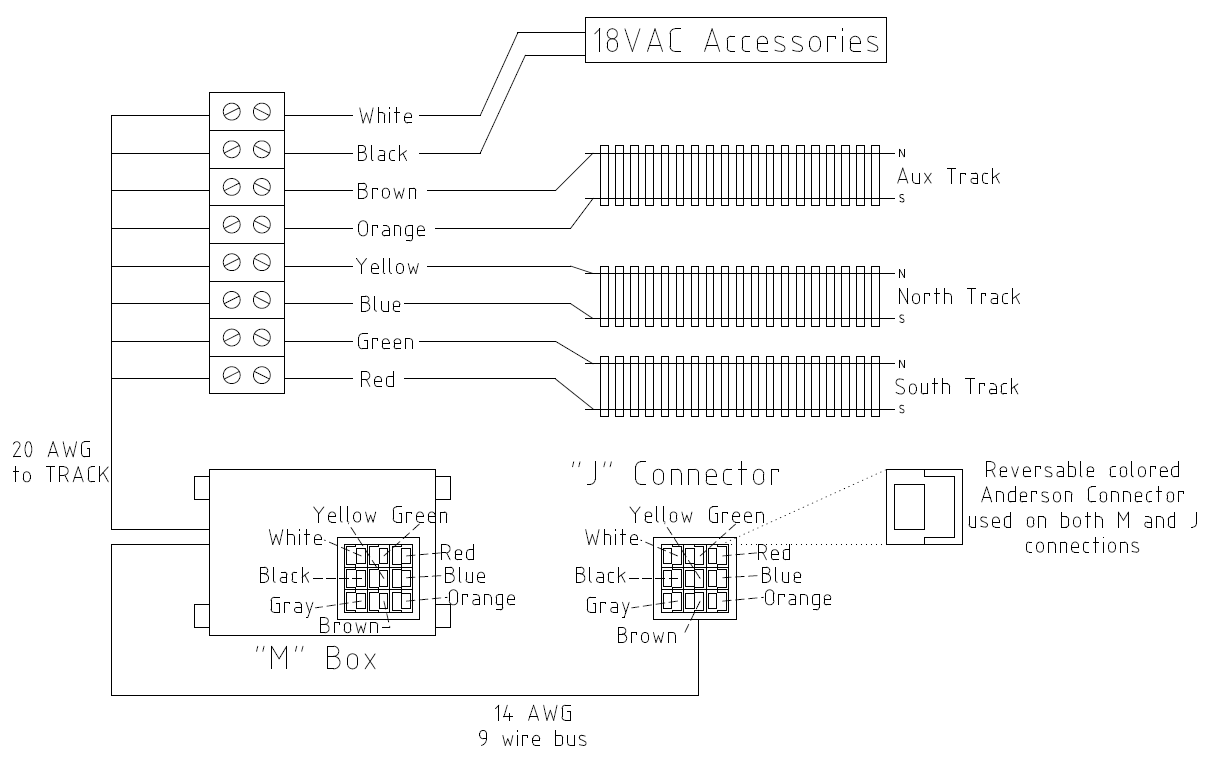 18VAC Accessories
White
Black
Brown
Orange
Yellow
Blue
Green
Red
N
Aux Track
S
N
North Track
S
N
South Track
S
20 AWG
to TRACK
"J" Connector
Reversable colored
Anderson Connector
used on both M and J
connections
Yellow Green
White
Red
Black
Blue
Gray
Orange
Brown
"M" Box
Yellow Green
White
Red
Black
Blue
Gray
Orange
Brown
14 AWG
9 wire bus